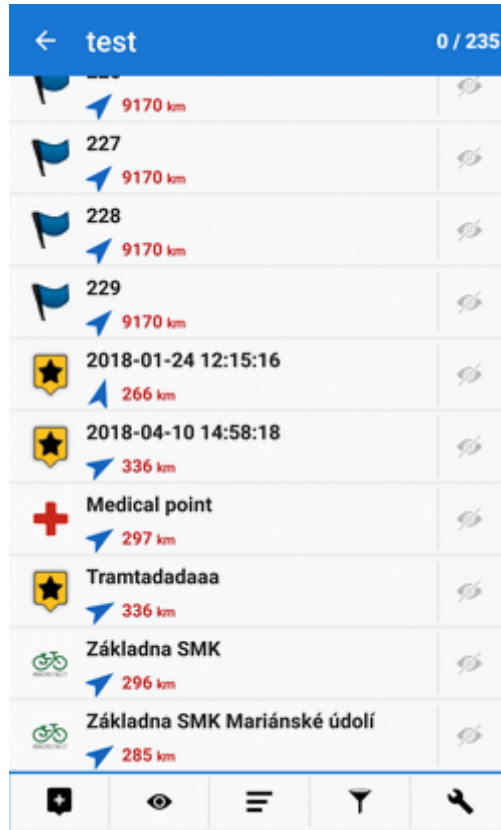 test 0 / 235
9170 km
227
9170 km
228
9170 km
229
9170 km
2018-01-24 12:15:16
266 km
2018-04-10 14:58:18
336 km
Medical point
297 km
Tramtadadaaa
336 km
Základna SMK
296 km
Základna SMK Mariánské údolí
285 km